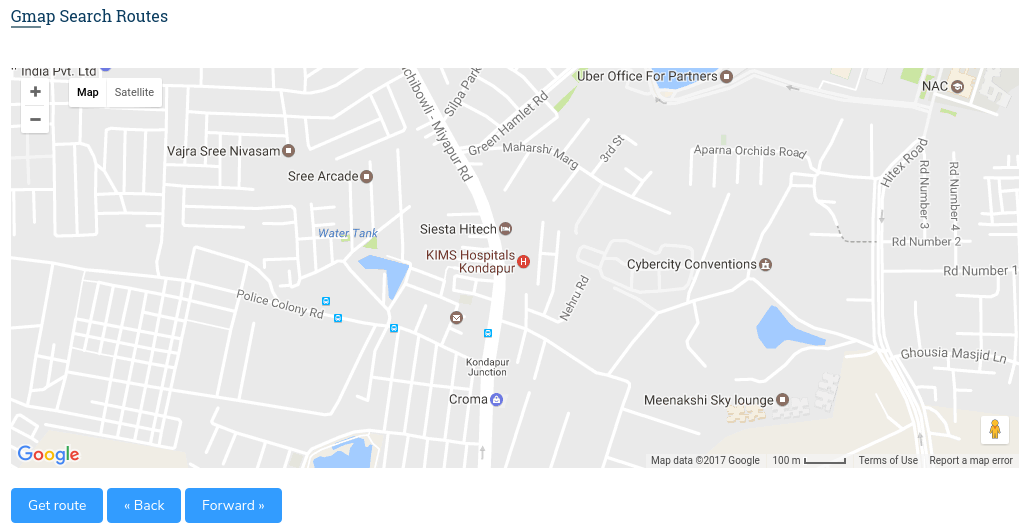 Gmap Search Routes
India Pvt. Ltd
+
Map
Satellite
−
Uber Office For Partners
NAC
Gachibowli - Miyapur Rd
Silpa Park
Green Hamlet Rd
Maharshi Marg
3rd St
Aparna Orchids Road
Hitex Road
Vajra Sree Nivasam
Sree Arcade
Rd Number 3
Rd Number 4
Water Tank
Siesta Hitech
Rd Number 2
KIMS Hospitals
Kondapur
H
Cybercity Conventions
Rd Number 1
Police Colony Rd
Nehru Rd
Kondapur
Junction
Ghousia Masjid Ln
Croma
Meenakshi Sky lounge
Google
Map data ©2017 Google
100 m
Terms of Use
Report a map error
Get route
« Back
Forward »